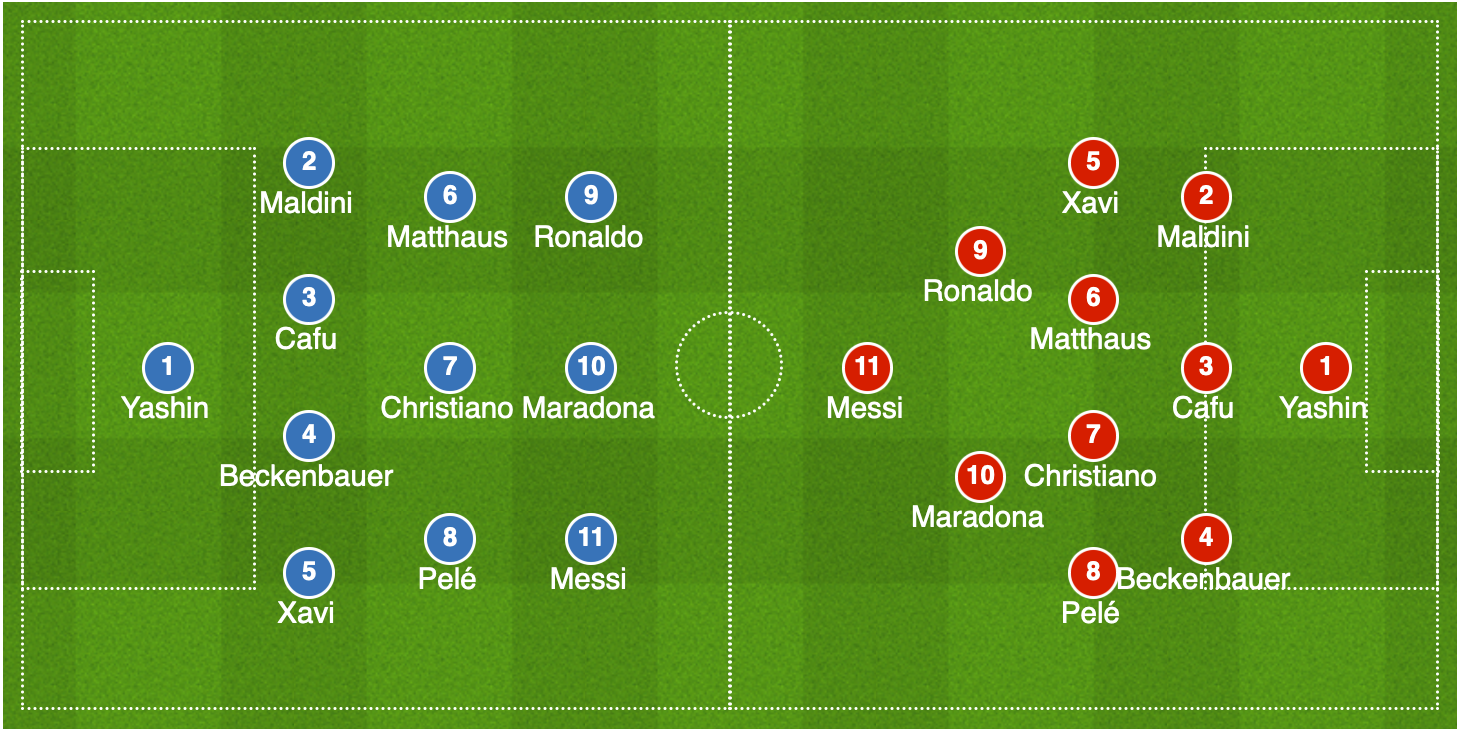 2
Maldini
6
Matthaus
9
Ronaldo
3
Cafu
1
Yashin
7
Christiano
10
Maradona
4
Beckenbauer
8
Pelé
11
Messi
5
Xavi
5
Xavi
2
Maldini
9
Ronaldo
6
Matthaus
11
Messi
3
Cafu
1
Yashin
7
Christiano
10
Maradona
4
Beckenbauer
8
Pelé